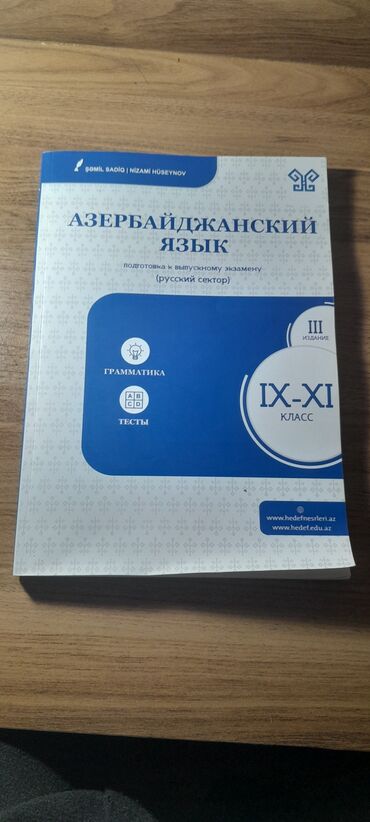 ŞƏMİL SADİQ | NİZAMİ HÜSEYNOV
АЗЕРБАЙДЖАНСКИЙ
ЯЗЫК
подготовка к выпускному экзамену
(русский сектор)
III
ИЗДАНИЕ
ГРАММАТИКА
IX-XI
КЛАСС
A B
C D
ТЕСТЫ
www.hedefnesrleri.az
www.hedef.edu.az